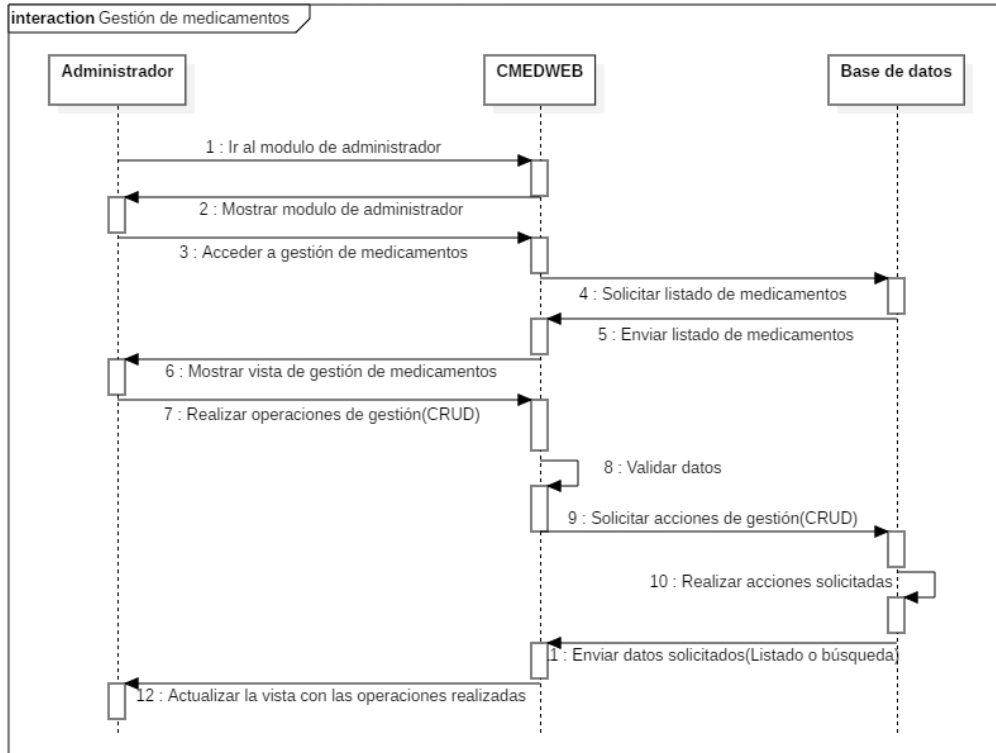 interaction Gestión de medicamentos
Administrador
CMEDWEB
Base de datos
1 : Ir al modulo de administrador
2 : Mostrar modulo de administrador
3 : Acceder a gestión de medicamentos
4 : Solicitar listado de medicamentos
5 : Enviar listado de medicamentos
6 : Mostrar vista de gestión de medicamentos
7 : Realizar operaciones de gestión(CRUD)
8 : Validar datos
9 : Solicitar acciones de gestión(CRUD)
10 : Realizar acciones solicitadas
11 : Enviar datos solicitados(Listado o búsqueda)
12 : Actualizar la vista con las operaciones realizadas